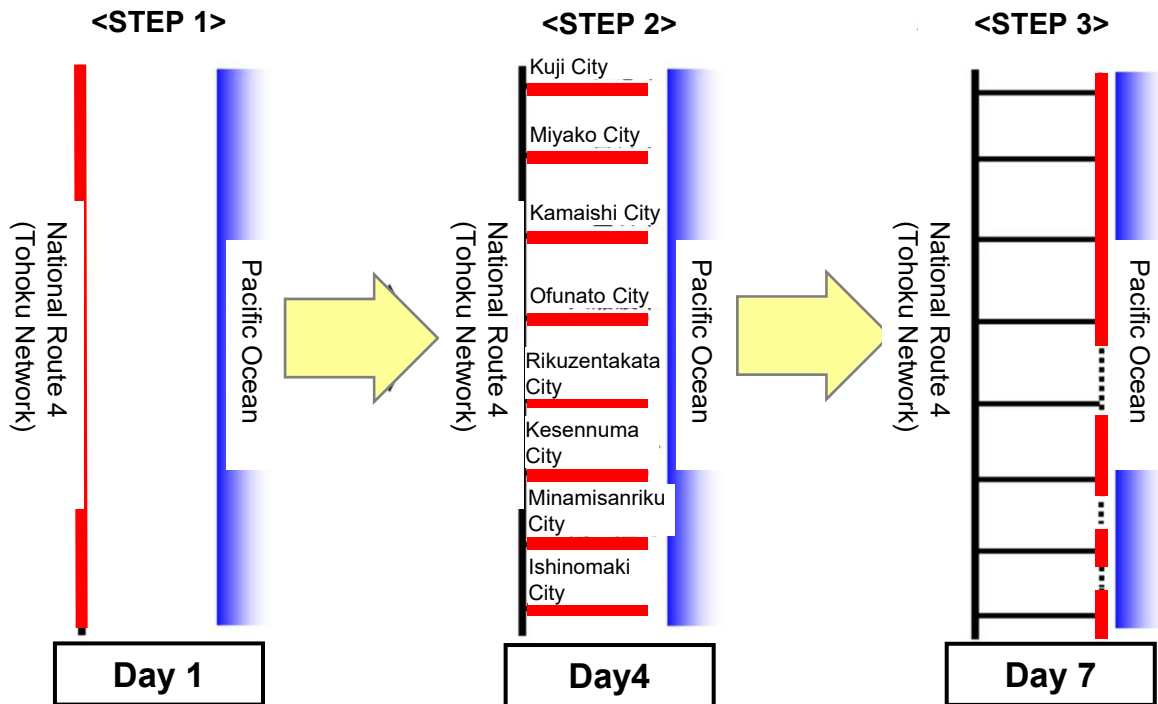 <STEP 1>
<STEP 2>
<STEP 3>
National Route 4
(Tohoku Network)
Pacific Ocean
Kuji City
Miyako City
Kamaishi City
Ofunato City
Rikuzentakata
City
Kesennuma
City
Minamisanriku
City
Ishinomaki
City
National Route 4
(Tohoku Network)
Pacific Ocean
National Route 4
(Tohoku Network)
Pacific Ocean
Day 1
Day4
Day 7